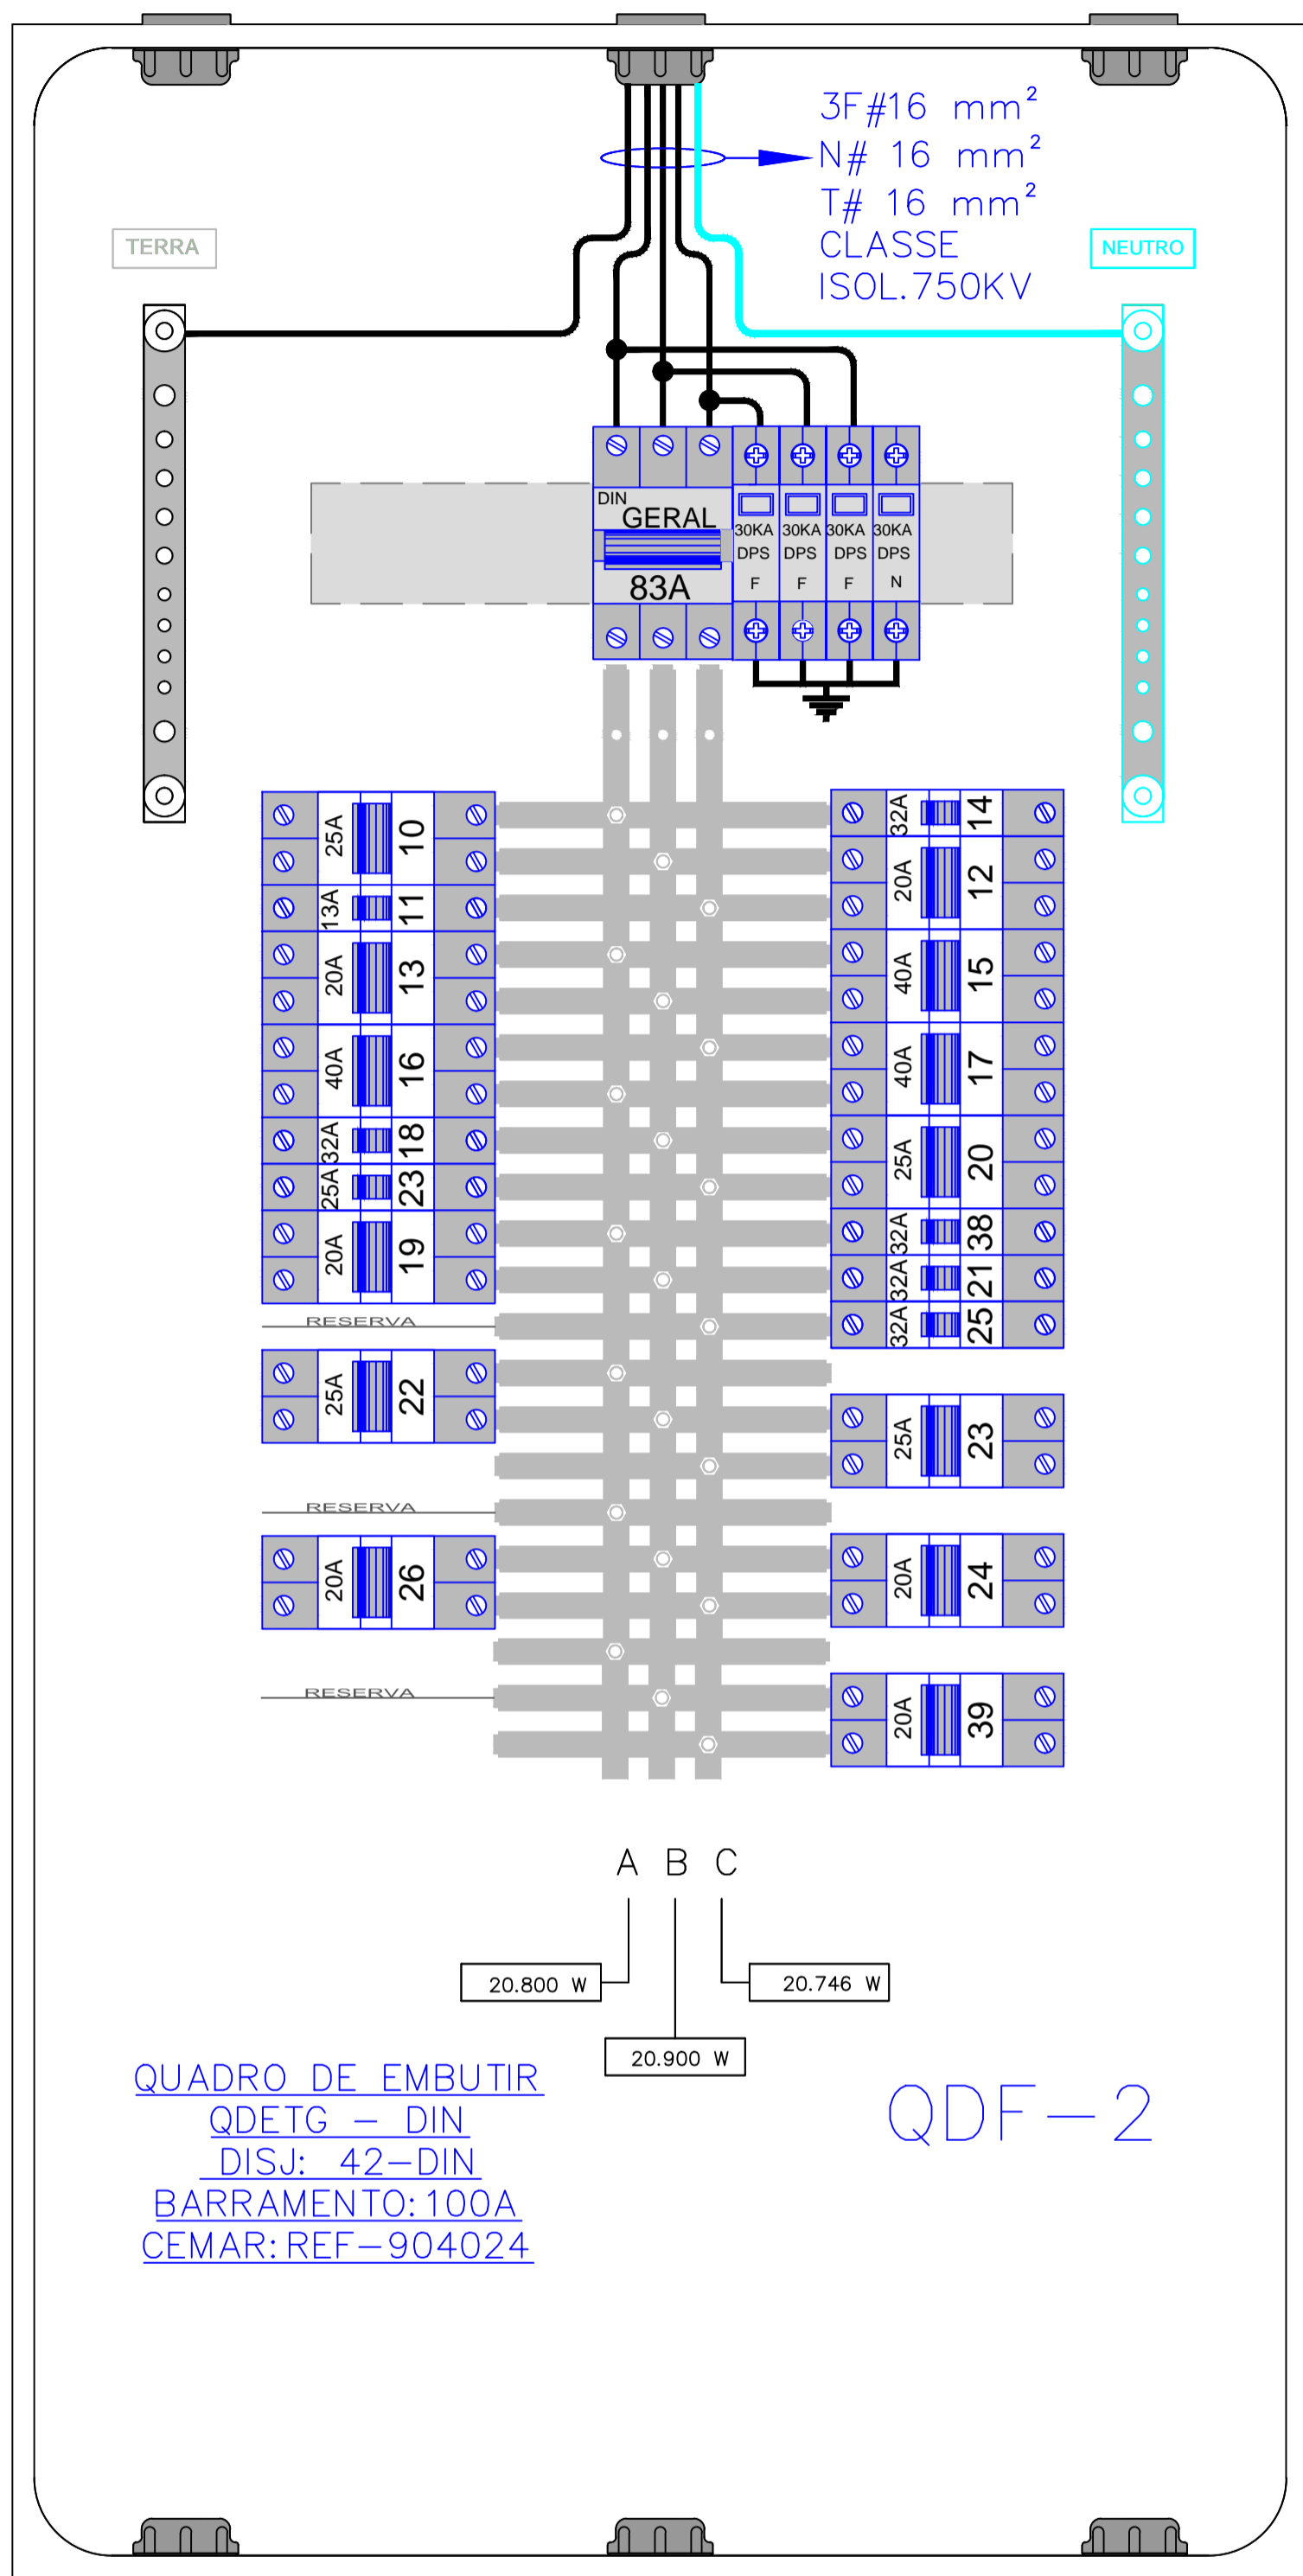 3F#16 mm²
N# 16 mm²
T# 16 mm²
CLASSE
ISOL.750KV
TERRA
NEUTRO
DIN
GERAL
83A
30KA
DPS
F
30KA
DPS
F
30KA
DPS
F
30KA
DPS
N
25A 10
13A 11
20A 13
40A 16
32A 18
25A 23
20A 19
RESERVA
25A 22
RESERVA
20A 26
RESERVA
32A 14
20A 12
40A 15
40A 17
25A 20
32A 38
32A 21
32A 25
25A 23
20A 24
20A 39
A B C
20.800 W
20.746 W
20.900 W
QUADRO DE EMBUTIR
QDETG - DIN
DISJ: 42-DIN
BARRAMENTO:100A
CEMAR:REF-904024
QDF-2